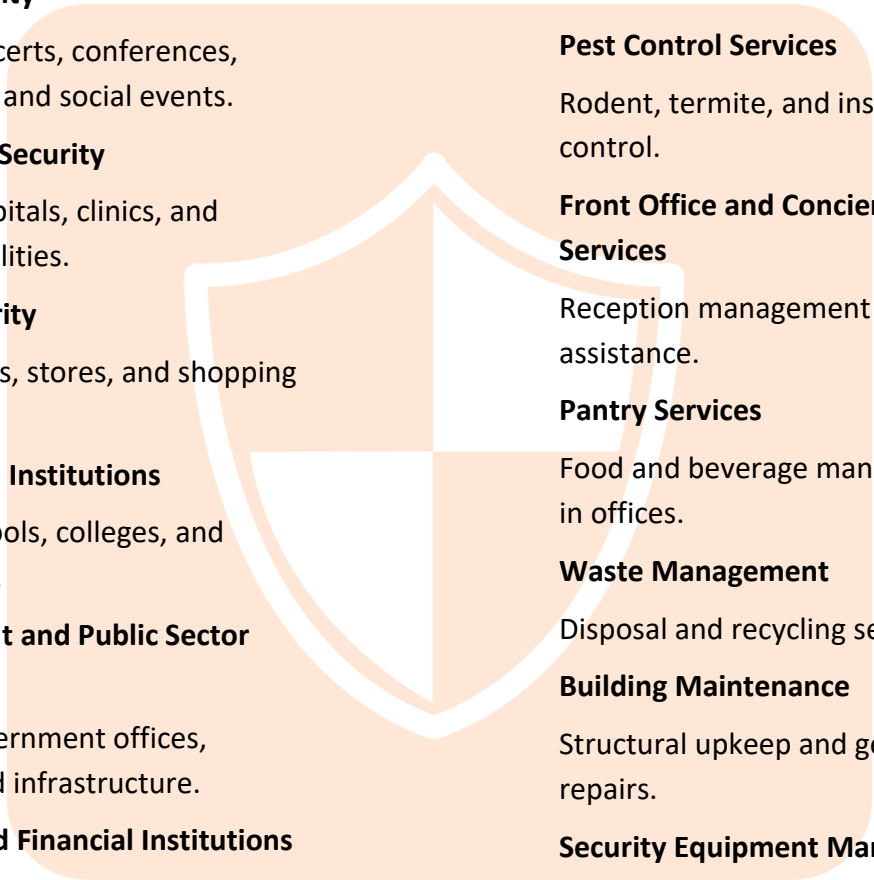 certs, conferences,
and social events.
Security
pitals, clinics, and
lities.
rity
s, stores, and shopping
Institutions
ools, colleges, and
t and Public Sector
ernment offices,
d infrastructure.
d Financial Institutions
Pest Control Services
Rodent, termite, and ins
control.
Front Office and Concier
Services
Reception management
assistance.
Pantry Services
Food and beverage man
in offices.
Waste Management
Disposal and recycling se
Building Maintenance
Structural upkeep and ge
repairs.
Security Equipment Mar